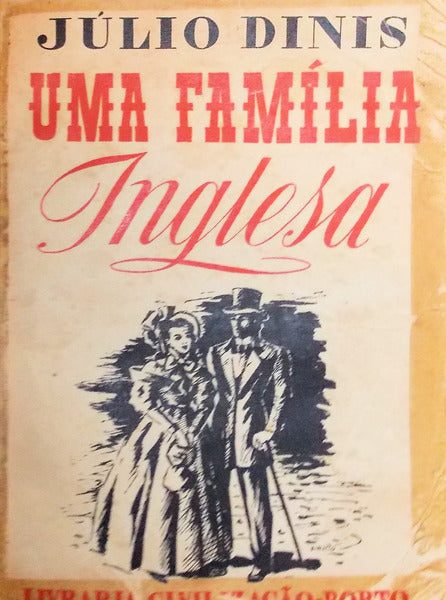 JÚLIO DINIS
UMA FAMÍLIA
Inglesa
LIVRARIA CIVILIZAÇÃO-PORTO